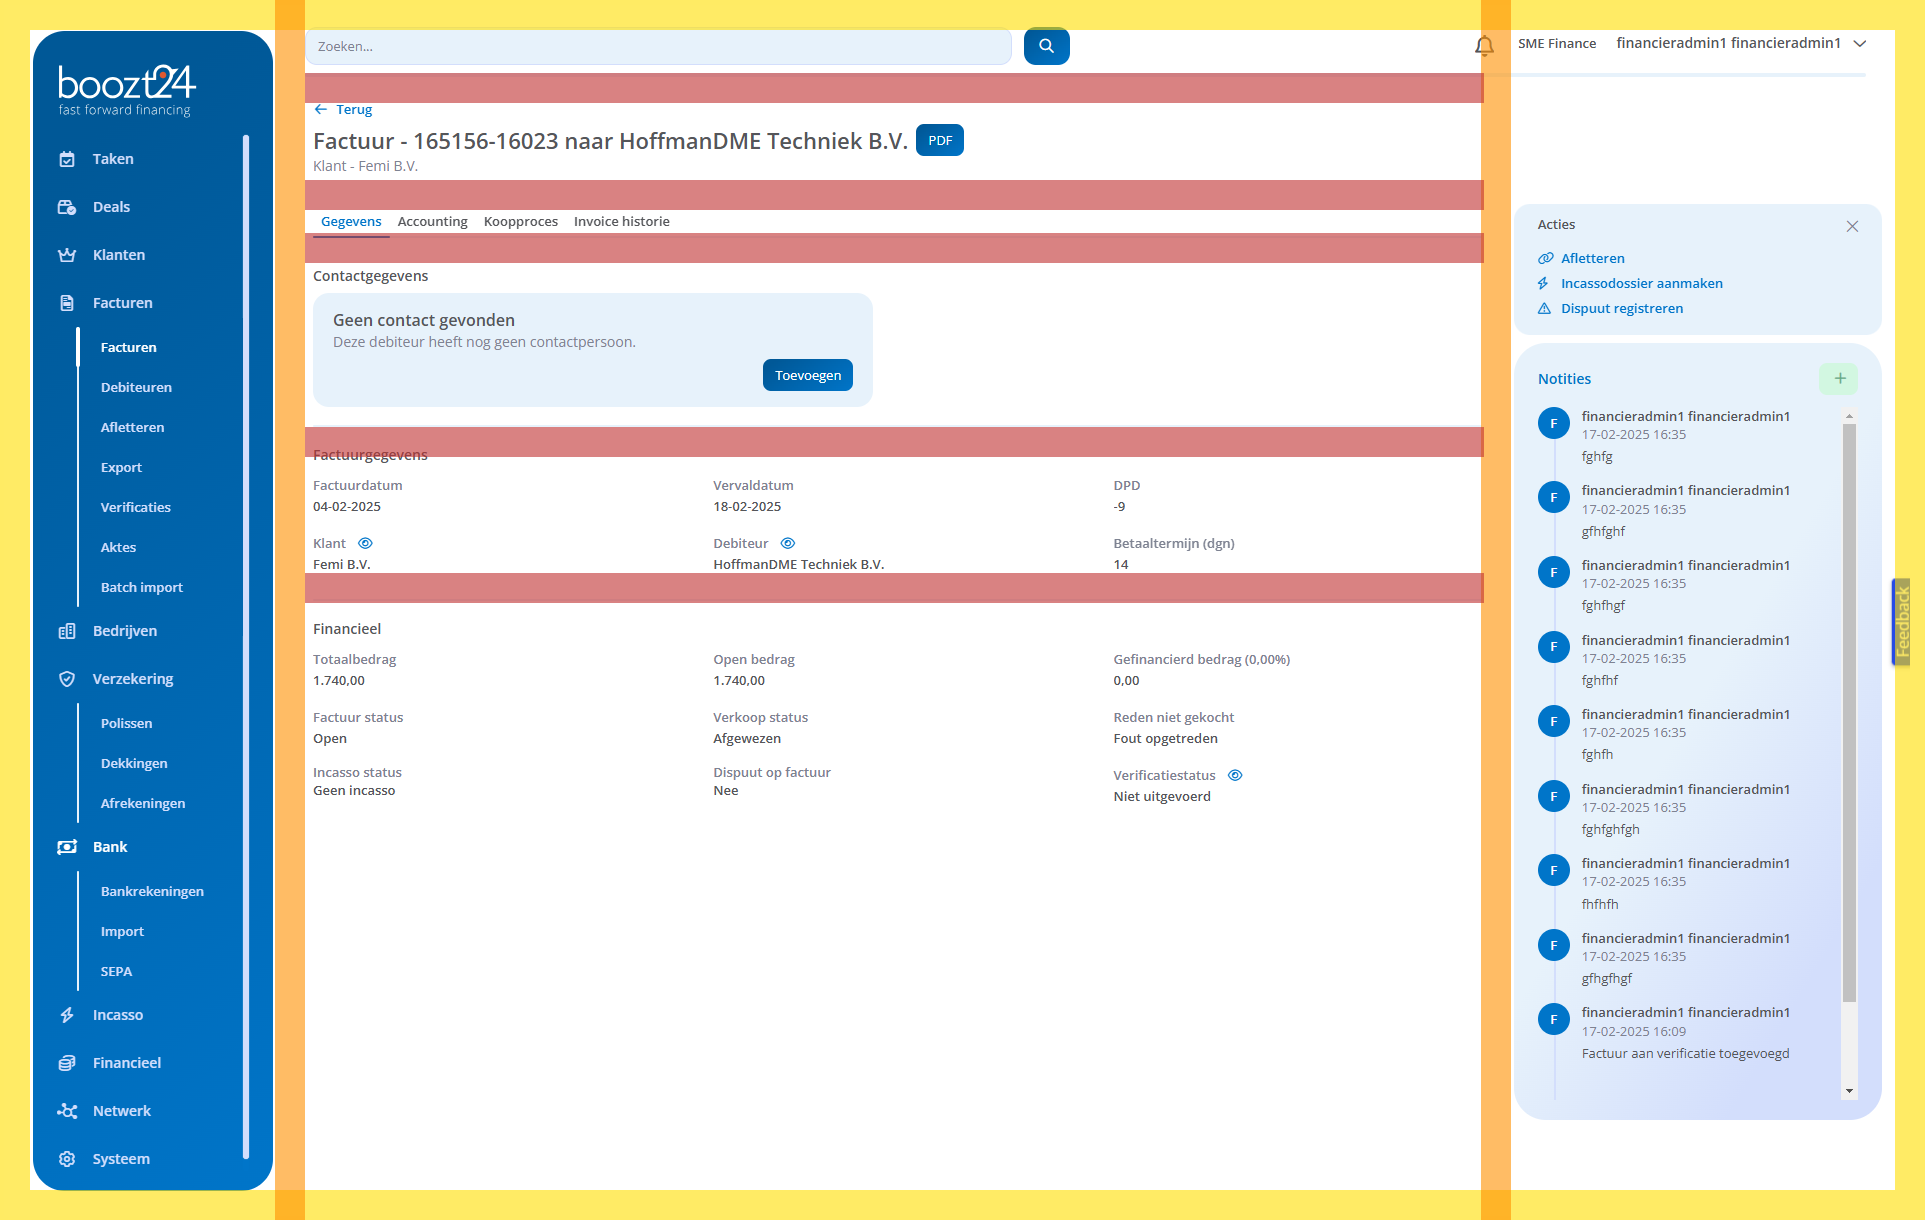 boozt24
fast forward financing
Taken
Deals
Klanten
Facturen
Facturen
Debiteuren
Afletteren
Export
Verificaties
Aktes
Batch import
Bedrijven
Verzekering
Polissen
Dekkingen
Afrekeningen
Bank
Bankrekeningen
Import
SEPA
Incasso
Financieel
Netwerk
Systeem
Zoeken...
SME Finance financieradmin1 financieradmin1
Terug
Factuur - 165156-16023 naar HoffmanDME Techniek B.V. PDF
Klant - Femi B.V.
Gegevens Accounting Koopproces Invoice historie
Contactgegevens
Geen contact gevonden
Deze debiteur heeft nog geen contactpersoon.
Toevoegen
Factuurgegevens
Factuurdatum Vervaldatum DPD
04-02-2025 18-02-2025 -9
Klant Debiteur Betaaltermijn (dgn)
Femi B.V. HoffmanDME Techniek B.V. 14
Financieel
Totaalbedrag Open bedrag Gefinancierd bedrag (0,00%)
1.740,00 1.740,00 0,00
Factuur status Verkoop status Reden niet gekocht
Open Afgewezen Fout opgetreden
Incasso status Dispuut op factuur Verificatiestatus
Geen incasso Nee Niet uitgevoerd
Acties
Afletteren
Incassodossier aanmaken
Dispuut registreren
Notities +
F financieradmin1 financieradmin1
17-02-2025 16:35
fghfg
F financieradmin1 financieradmin1
17-02-2025 16:35
gfhfghf
F financieradmin1 financieradmin1
17-02-2025 16:35
fghfhgf
F financieradmin1 financieradmin1
17-02-2025 16:35
fghfhf
F financieradmin1 financieradmin1
17-02-2025 16:35
fghfh
F financieradmin1 financieradmin1
17-02-2025 16:35
fghfghfgh
F financieradmin1 financieradmin1
17-02-2025 16:35
fhfhfh
F financieradmin1 financieradmin1
17-02-2025 16:35
gfhgfhgf
F financieradmin1 financieradmin1
17-02-2025 16:09
Factuur aan verificatie toegevoegd
Feedback